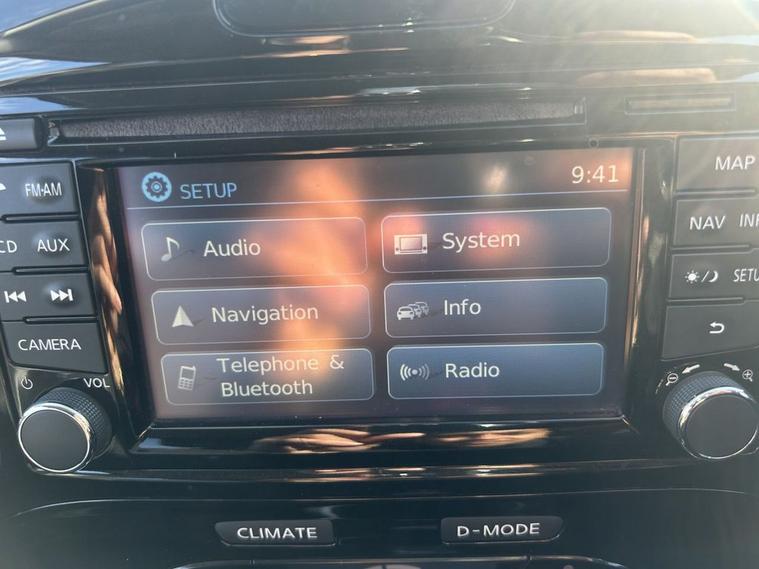 SETUP
9:41
Audio
System
Navigation
Info
Telephone &
Bluetooth
Radio
FM·AM
CD
AUX
CAMERA
VOL
MAP
NAV
CLIMATE
D-MODE